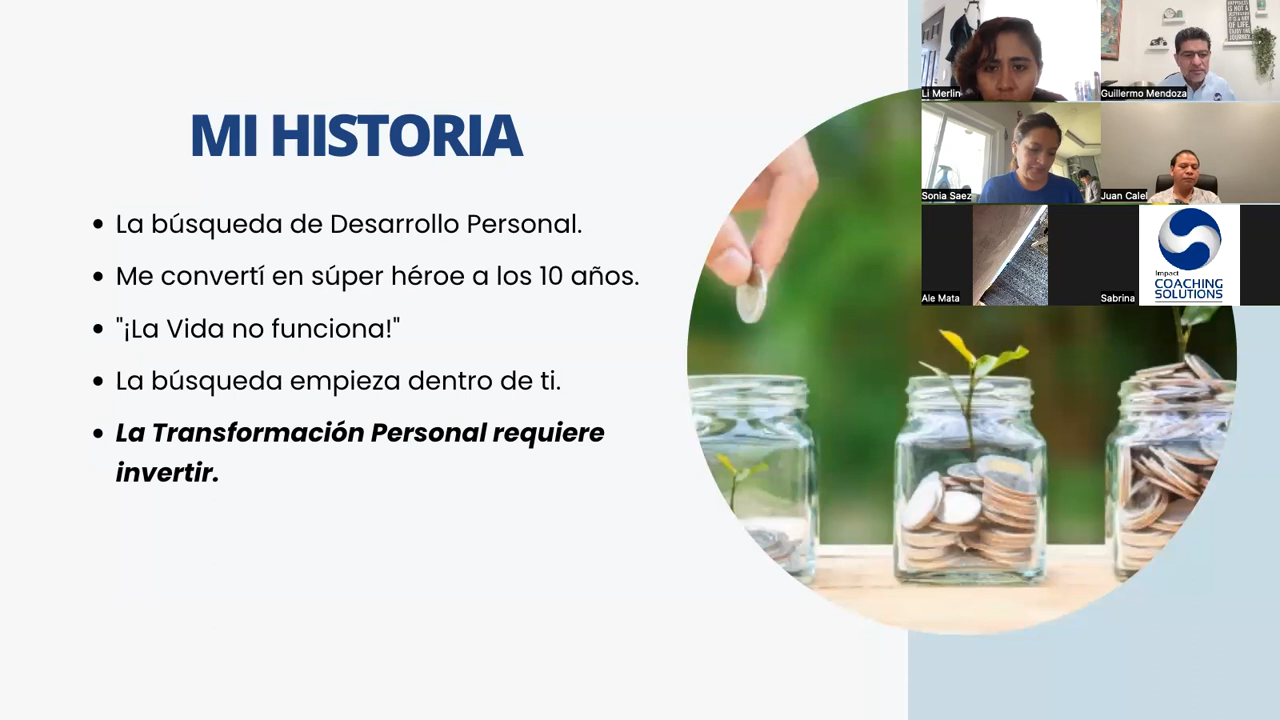 MI HISTORIA
La búsqueda de Desarrollo Personal.
Me convertí en súper héroe a los 10 años.
"¡La Vida no funciona!"
La búsqueda empieza dentro de ti.
La Transformación Personal requiere
invertir.
Li Merlin
Guillermo Mendoza
Sonia Saez
Juan Calel
Ale Mata
Sabrina
Impact
COACHING
SOLUTIONS